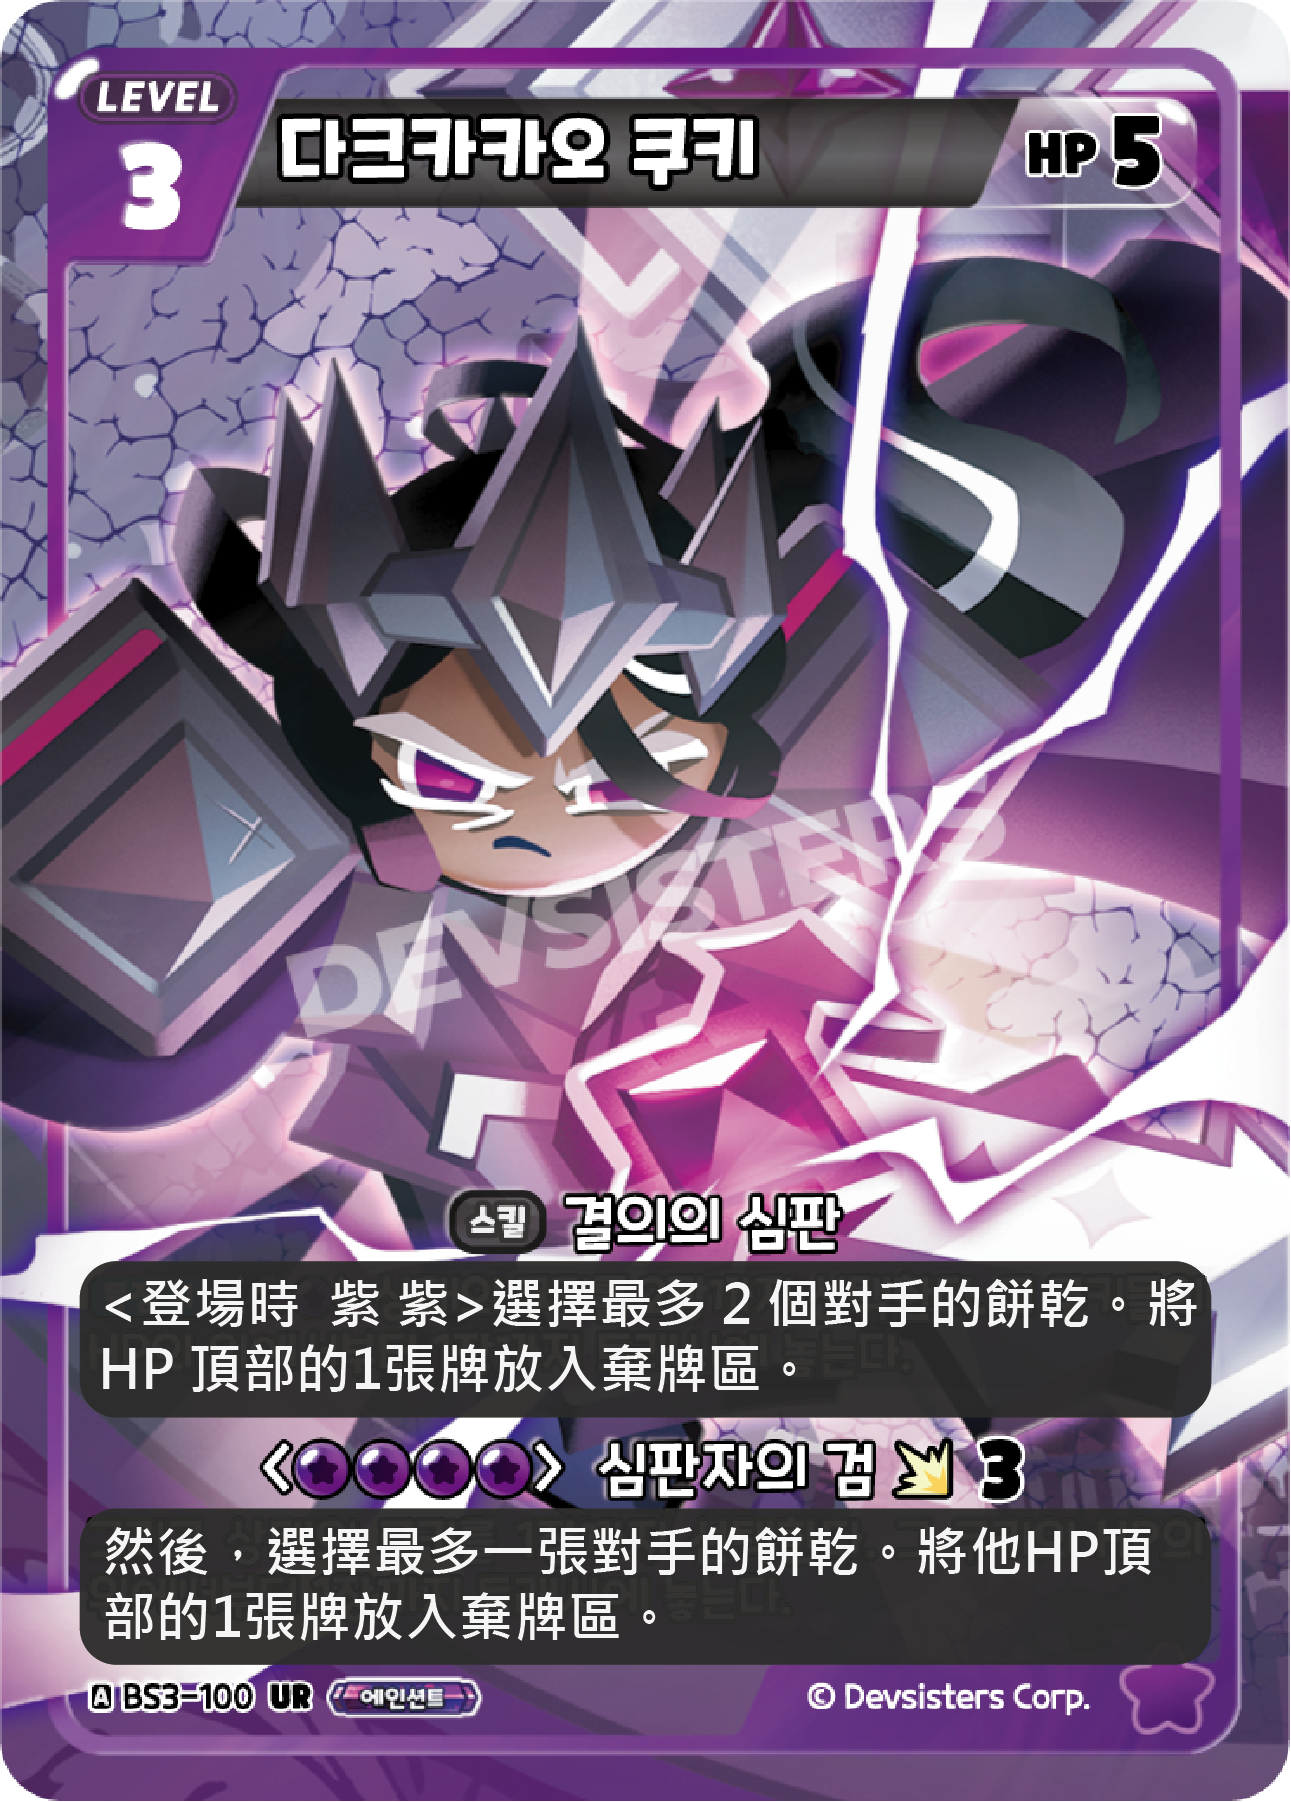 LEVEL
3
다크카카오 쿠키
HP 5
DEVSISTERS
스킬 결의의 심판
<登場時 紫 紫>選擇最多 2 個對手的餅乾。將
HP 頂部的1張牌放入棄牌區。
심판자의 검 3
然後，選擇最多一張對手的餅乾。將他HP頂
部的1張牌放入棄牌區。
A BS3-100 UR 에인션트
© Devsisters Corp.